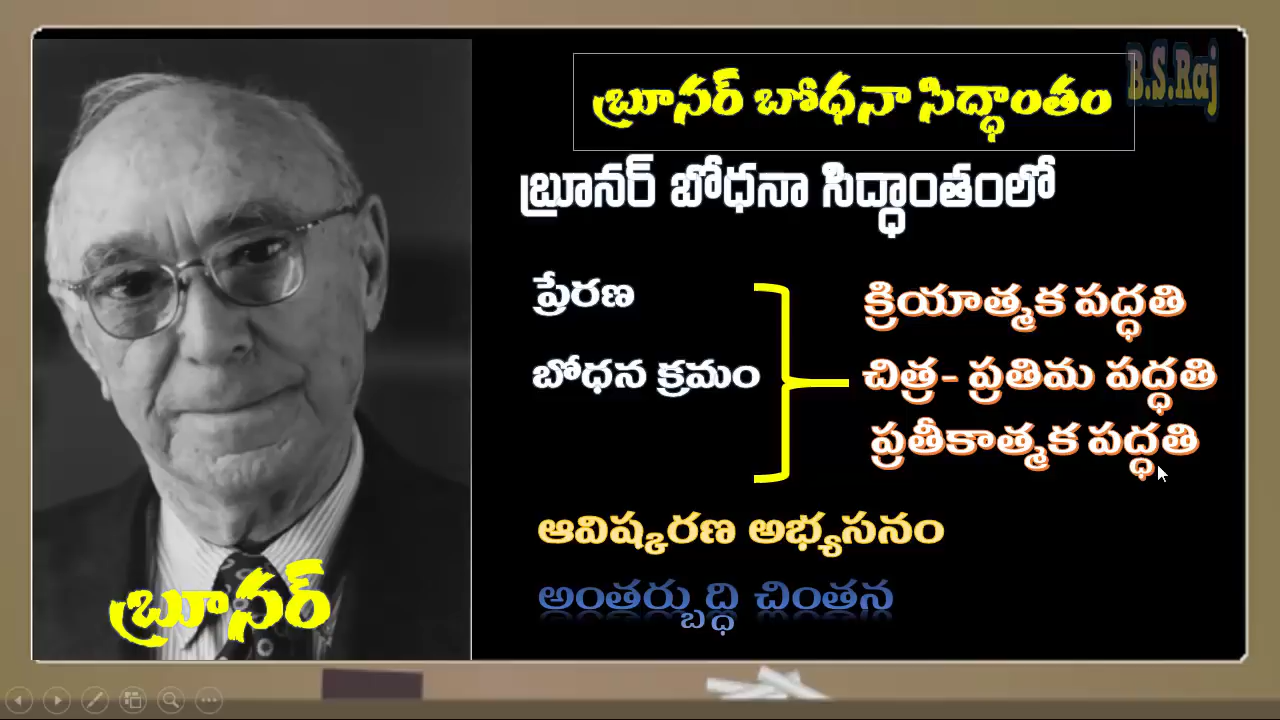 B.S.Raj
బ్రూనర్ బోధనా సిద్ధాంతం
బ్రూనర్ బోధనా సిద్ధాంతంలో
ప్రేరణ
బోధన క్రమం
క్రియాత్మక పద్ధతి
చిత్ర- ప్రతిమ పద్ధతి
ప్రతీకాత్మక పద్ధతి
ఆవిష్కరణ అభ్యసనం
అంతర్బుద్ధి చింతన
బ్రూనర్